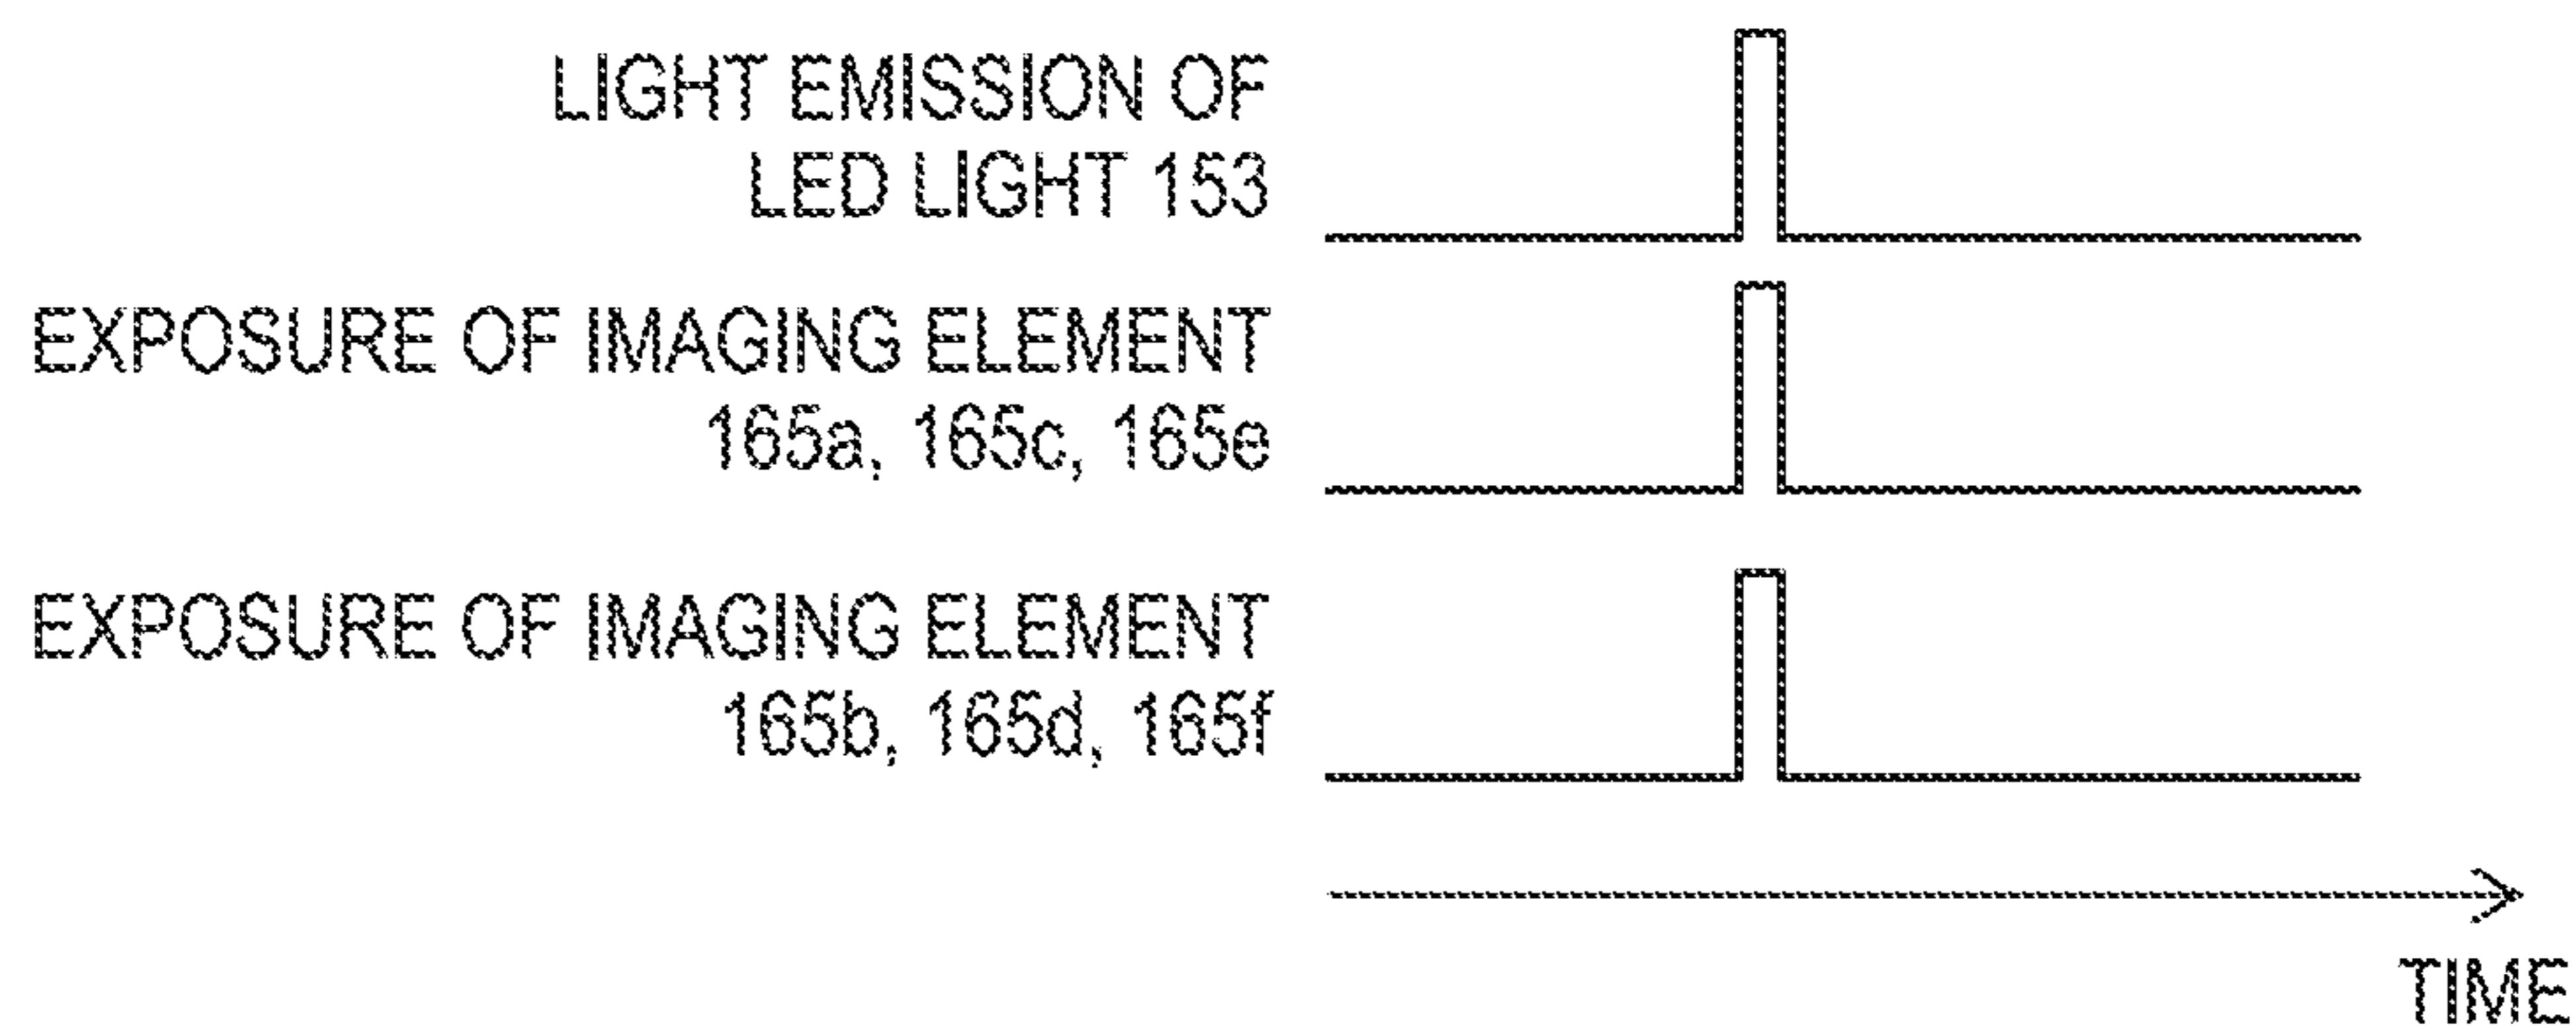 LIGHT EMISSION OF
LED LIGHT 153
EXPOSURE OF IMAGING ELEMENT
165a, 165c, 165e
EXPOSURE OF IMAGING ELEMENT
165b, 165d, 165f
TIME